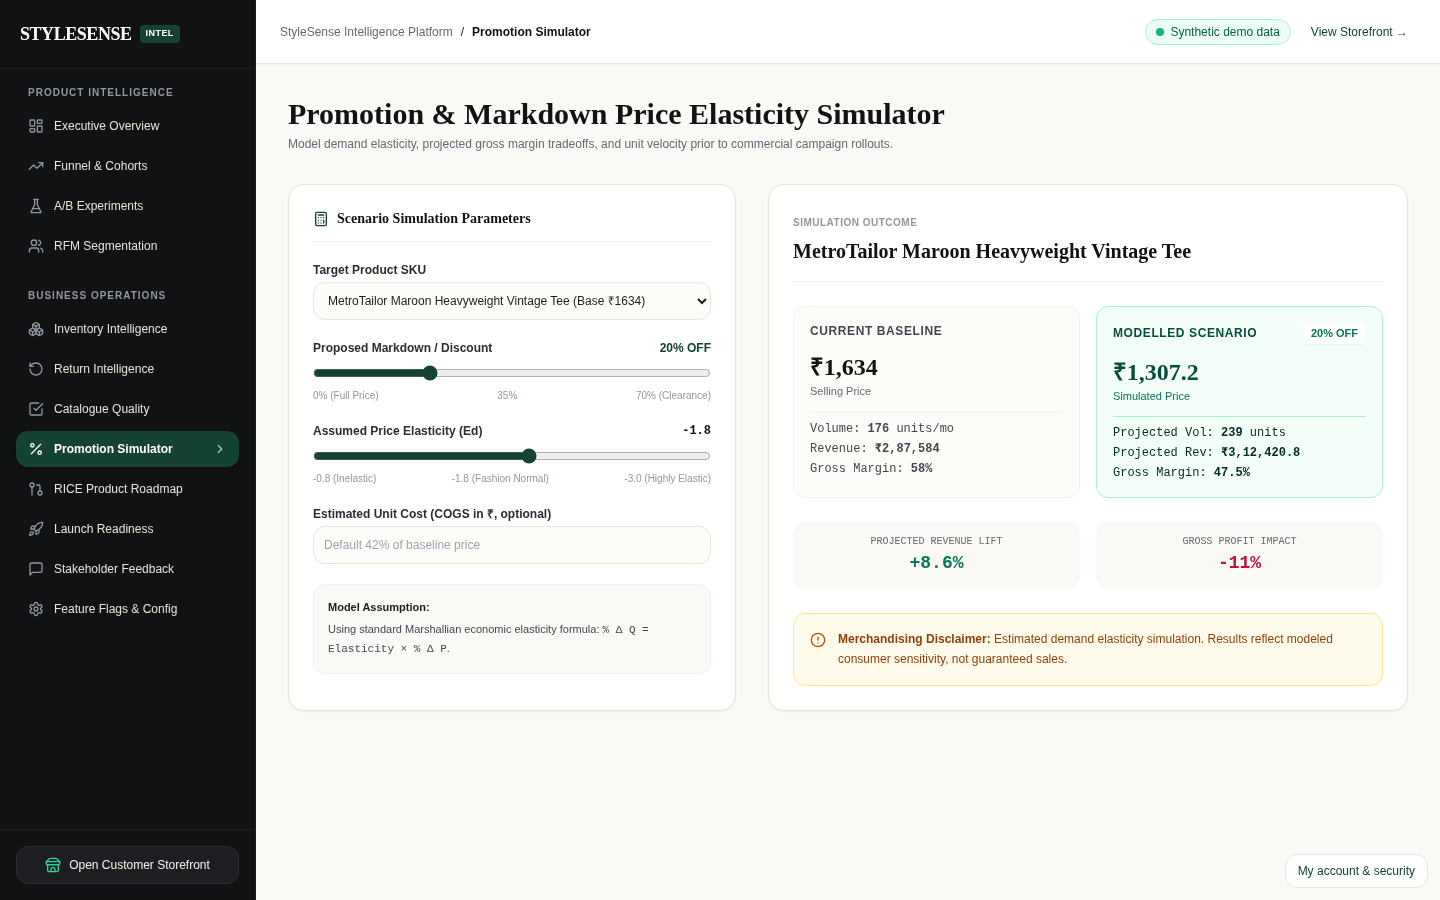 STYLESENSE INTEL
PRODUCT INTELLIGENCE
Executive Overview
Funnel & Cohorts
A/B Experiments
RFM Segmentation
BUSINESS OPERATIONS
Inventory Intelligence
Return Intelligence
Catalogue Quality
Promotion Simulator
RICE Product Roadmap
Launch Readiness
Stakeholder Feedback
Feature Flags & Config
Open Customer Storefront
StyleSense Intelligence Platform / Promotion Simulator
Synthetic demo data
View Storefront →
Promotion & Markdown Price Elasticity Simulator
Model demand elasticity, projected gross margin tradeoffs, and unit velocity prior to commercial campaign rollouts.
Scenario Simulation Parameters
Target Product SKU
MetroTailor Maroon Heavyweight Vintage Tee (Base ₹1634)
Proposed Markdown / Discount 20% OFF
0% (Full Price) 35% 70% (Clearance)
Assumed Price Elasticity (Ed) -1.8
-0.8 (Inelastic) -1.8 (Fashion Normal) -3.0 (Highly Elastic)
Estimated Unit Cost (COGS in ₹, optional)
Default 42% of baseline price
Model Assumption:
Using standard Marshallian economic elasticity formula: % Δ Q =
Elasticity × % Δ P.
SIMULATION OUTCOME
MetroTailor Maroon Heavyweight Vintage Tee
CURRENT BASELINE
₹1,634
Selling Price
Volume: 176 units/mo
Revenue: ₹2,87,584
Gross Margin: 58%
MODELLED SCENARIO 20% OFF
₹1,307.2
Simulated Price
Projected Vol: 239 units
Projected Rev: ₹3,12,420.8
Gross Margin: 47.5%
PROJECTED REVENUE LIFT
+8.6%
GROSS PROFIT IMPACT
-11%
Merchandising Disclaimer: Estimated demand elasticity simulation. Results reflect modeled
consumer sensitivity, not guaranteed sales.
My account & security